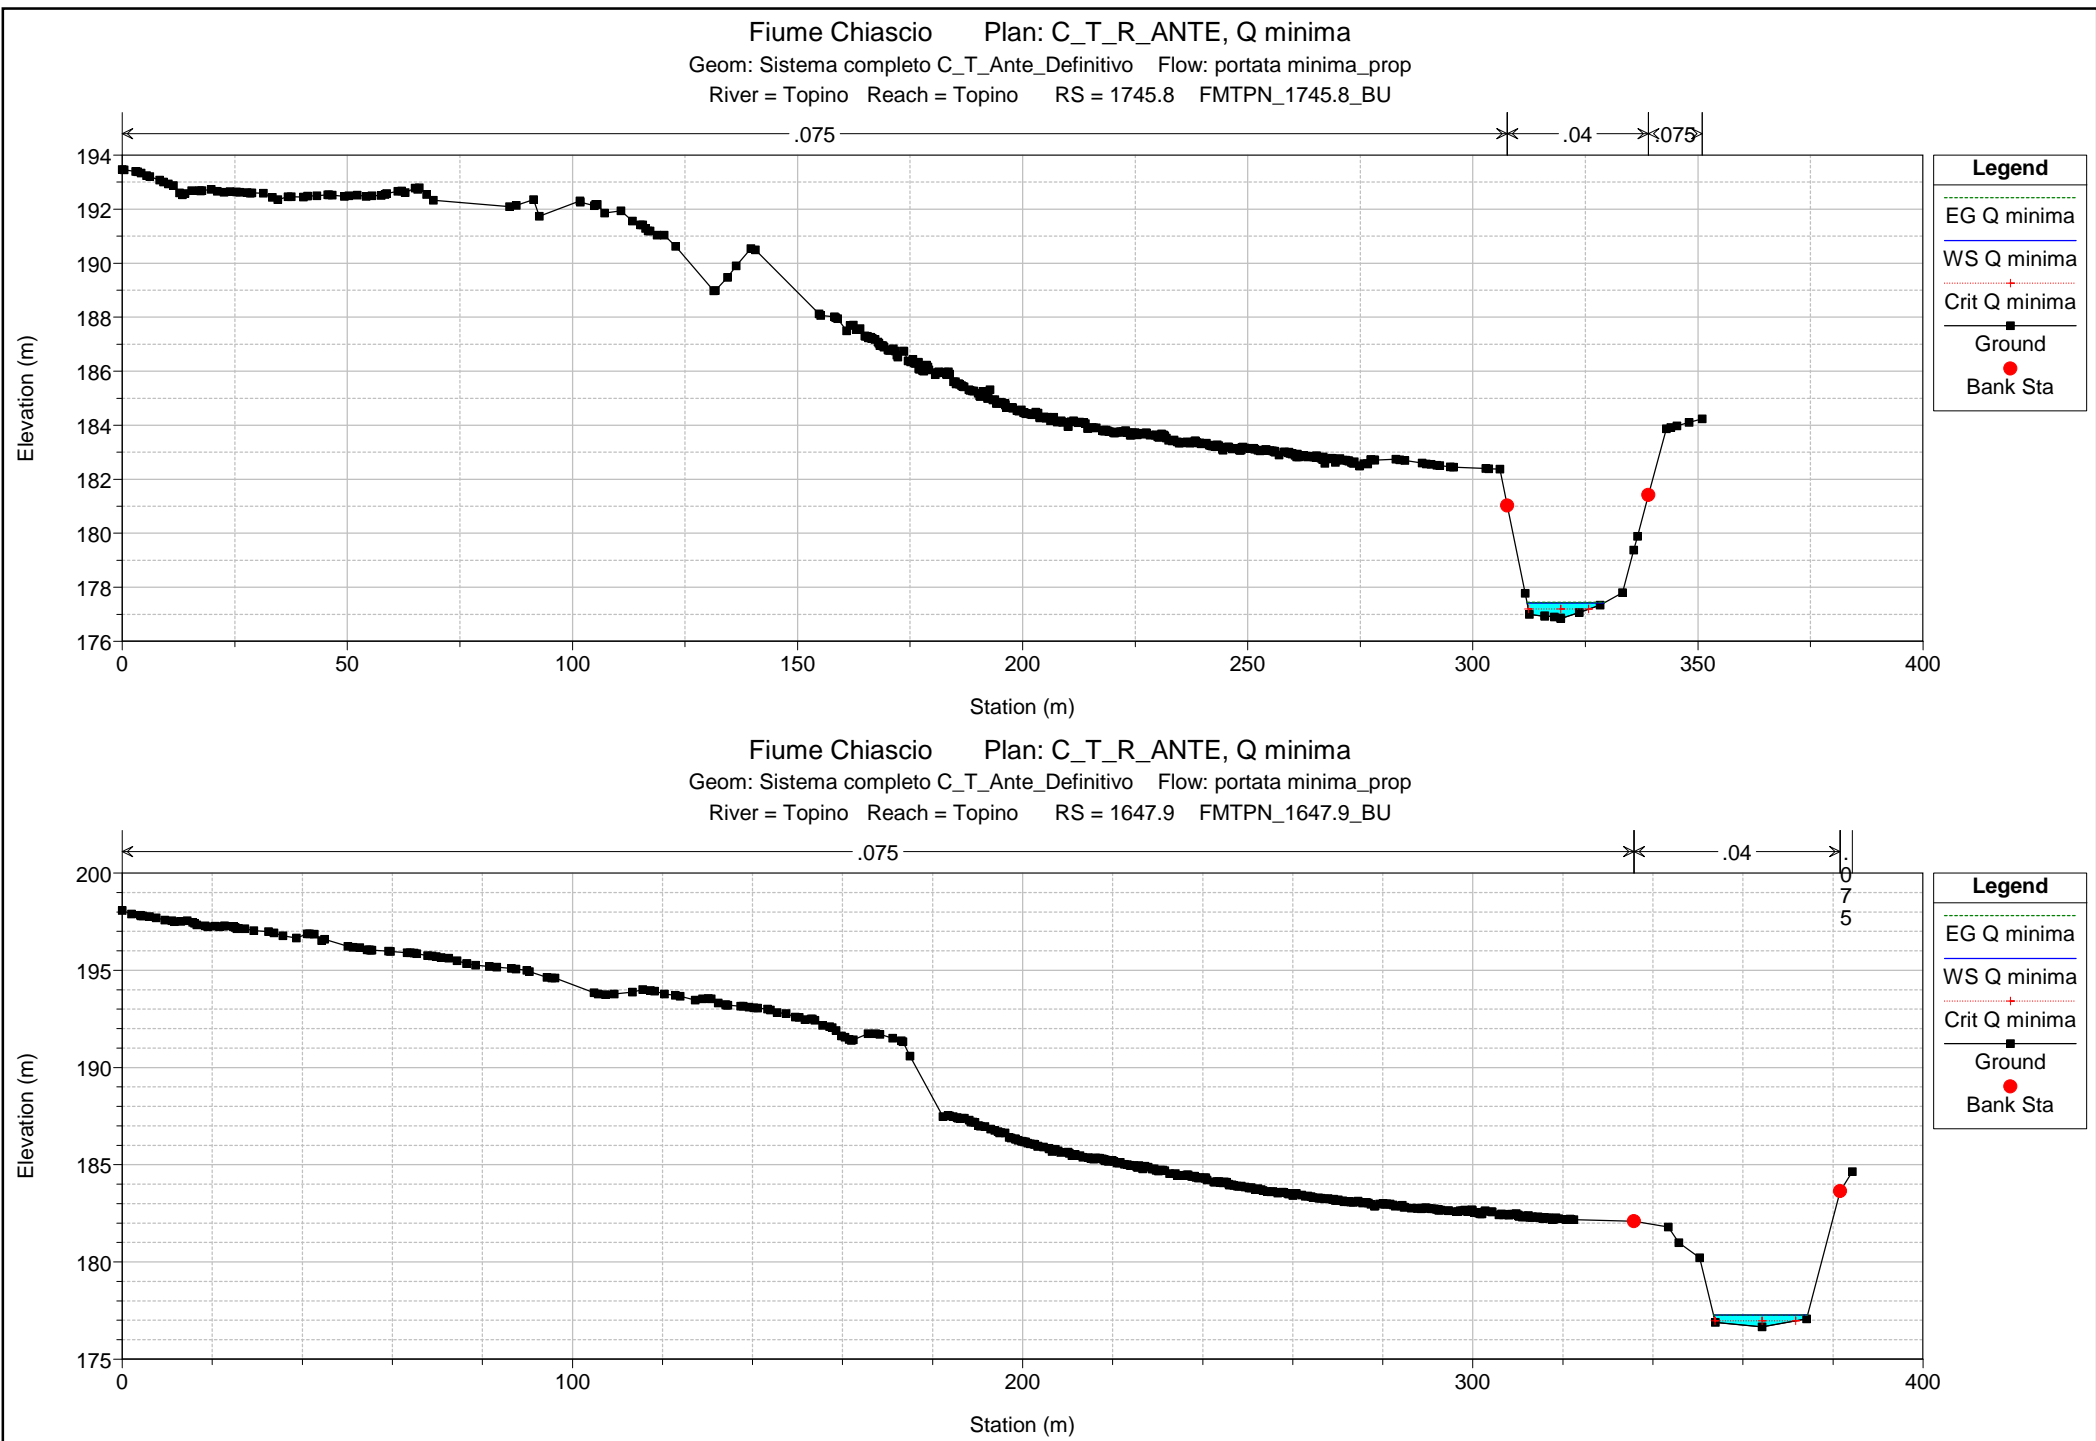 Fiume Chiascio Plan: C_T_R_ANTE, Q minima
Geom: Sistema completo C_T_Ante_Definitivo Flow: portata minima_prop
River = Topino Reach = Topino RS = 1745.8 FMTPN_1745.8_BU
.075 .04 .075
194
192
190
188
186
184
182
180
178
176
Elevation (m)
0 50 100 150 200 250 300 350 400
Station (m)
Legend
EG Q minima
WS Q minima
Crit Q minima
Ground
Bank Sta
Fiume Chiascio Plan: C_T_R_ANTE, Q minima
Geom: Sistema completo C_T_Ante_Definitivo Flow: portata minima_prop
River = Topino Reach = Topino RS = 1647.9 FMTPN_1647.9_BU
.075 .04 .075
200
195
190
185
180
175
Elevation (m)
0 100 200 300 400
Station (m)
Legend
EG Q minima
WS Q minima
Crit Q minima
Ground
Bank Sta